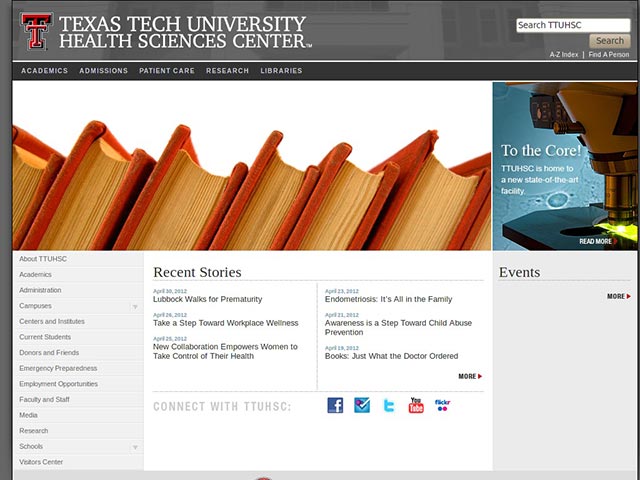 TEXAS TECH UNIVERSITY
HEALTH SCIENCES CENTER™
Search TTUHSC
Search
A-Z Index | Find A Person
ACADEMICS ADMISSIONS PATIENT CARE RESEARCH LIBRARIES
To the Core!
TTUHSC is home to
a new state-of-the-art
facility.
READ MORE
About TTUHSC
Academics
Administration
Campuses
Centers and Institutes
Current Students
Donors and Friends
Emergency Preparedness
Employment Opportunities
Faculty and Staff
Media
Research
Schools
Visitors Center
Recent Stories
April 30, 2012
Lubbock Walks for Prematurity
April 26, 2012
Take a Step Toward Workplace Wellness
April 25, 2012
New Collaboration Empowers Women to
Take Control of Their Health
April 23, 2012
Endometriosis: It's All in the Family
April 21, 2012
Awareness is a Step Toward Child Abuse
Prevention
April 19, 2012
Books: Just What the Doctor Ordered
MORE
CONNECT WITH TTUHSC:
You Tube
flickr
Events
MORE